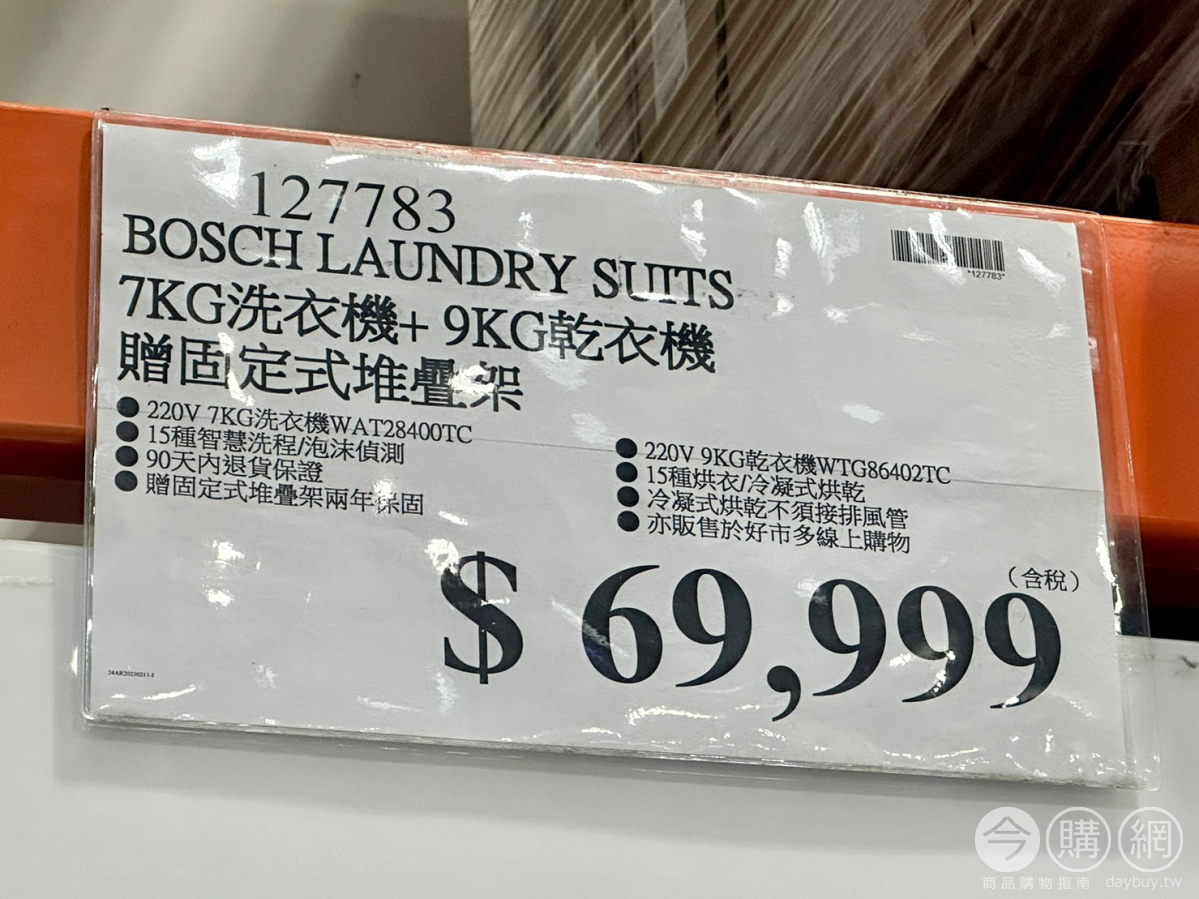 127783
BOSCH LAUNDRY SUITS
7KG洗衣機+ 9KG乾衣機
贈固定式堆疊架
*127783*
●220V 7KG洗衣機WAT28400TC
●15種智慧洗程/泡沫偵測
●90天內退貨保證
●贈固定式堆疊架兩年保固
●220V 9KG乾衣機WTG86402TC
●15種烘衣/冷凝式烘乾
●冷凝式烘乾不須接排風管
●亦販售於好市多線上購物
(含稅)
$ 69,999
24AR20230211-1
今購網
商品購物指南 daybuy.tw